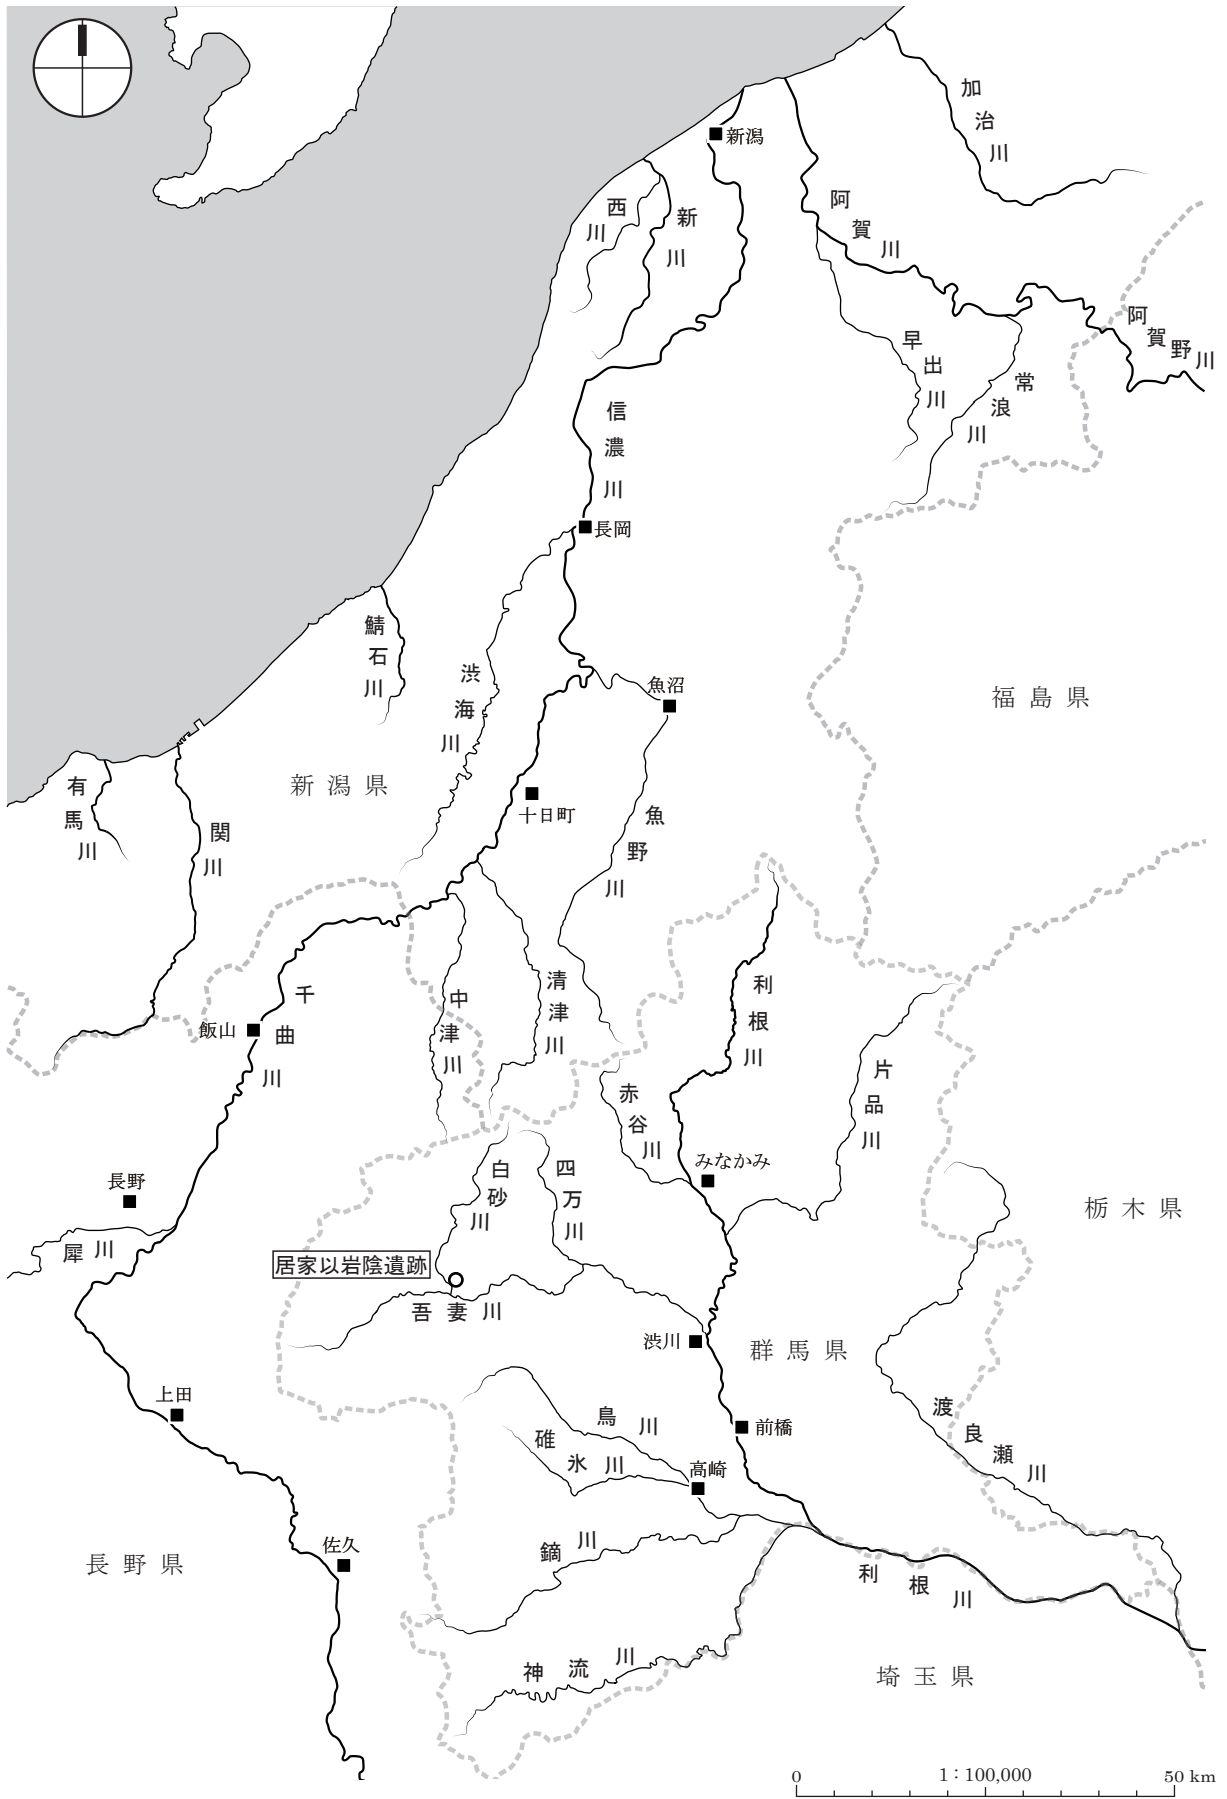 加治川
新潟
西川
新川
阿賀川
阿賀野川
早出川
常浪川
信濃川
長岡
鯖石川
渋海川
魚沼
福島県
新潟県
有馬川
関川
十日町
魚野川
千曲川
飯山
中津川
清津川
利根川
片品川
赤谷川
みなかみ
長野
犀川
白砂川
四万川
栃木県
居家以岩陰遺跡
吾妻川
渋川
群馬県
上田
烏川
碓氷川
前橋
高崎
渡良瀬川
佐久
長野県
鏑川
利根川
神流川
埼玉県
0 1:100,000 50 km